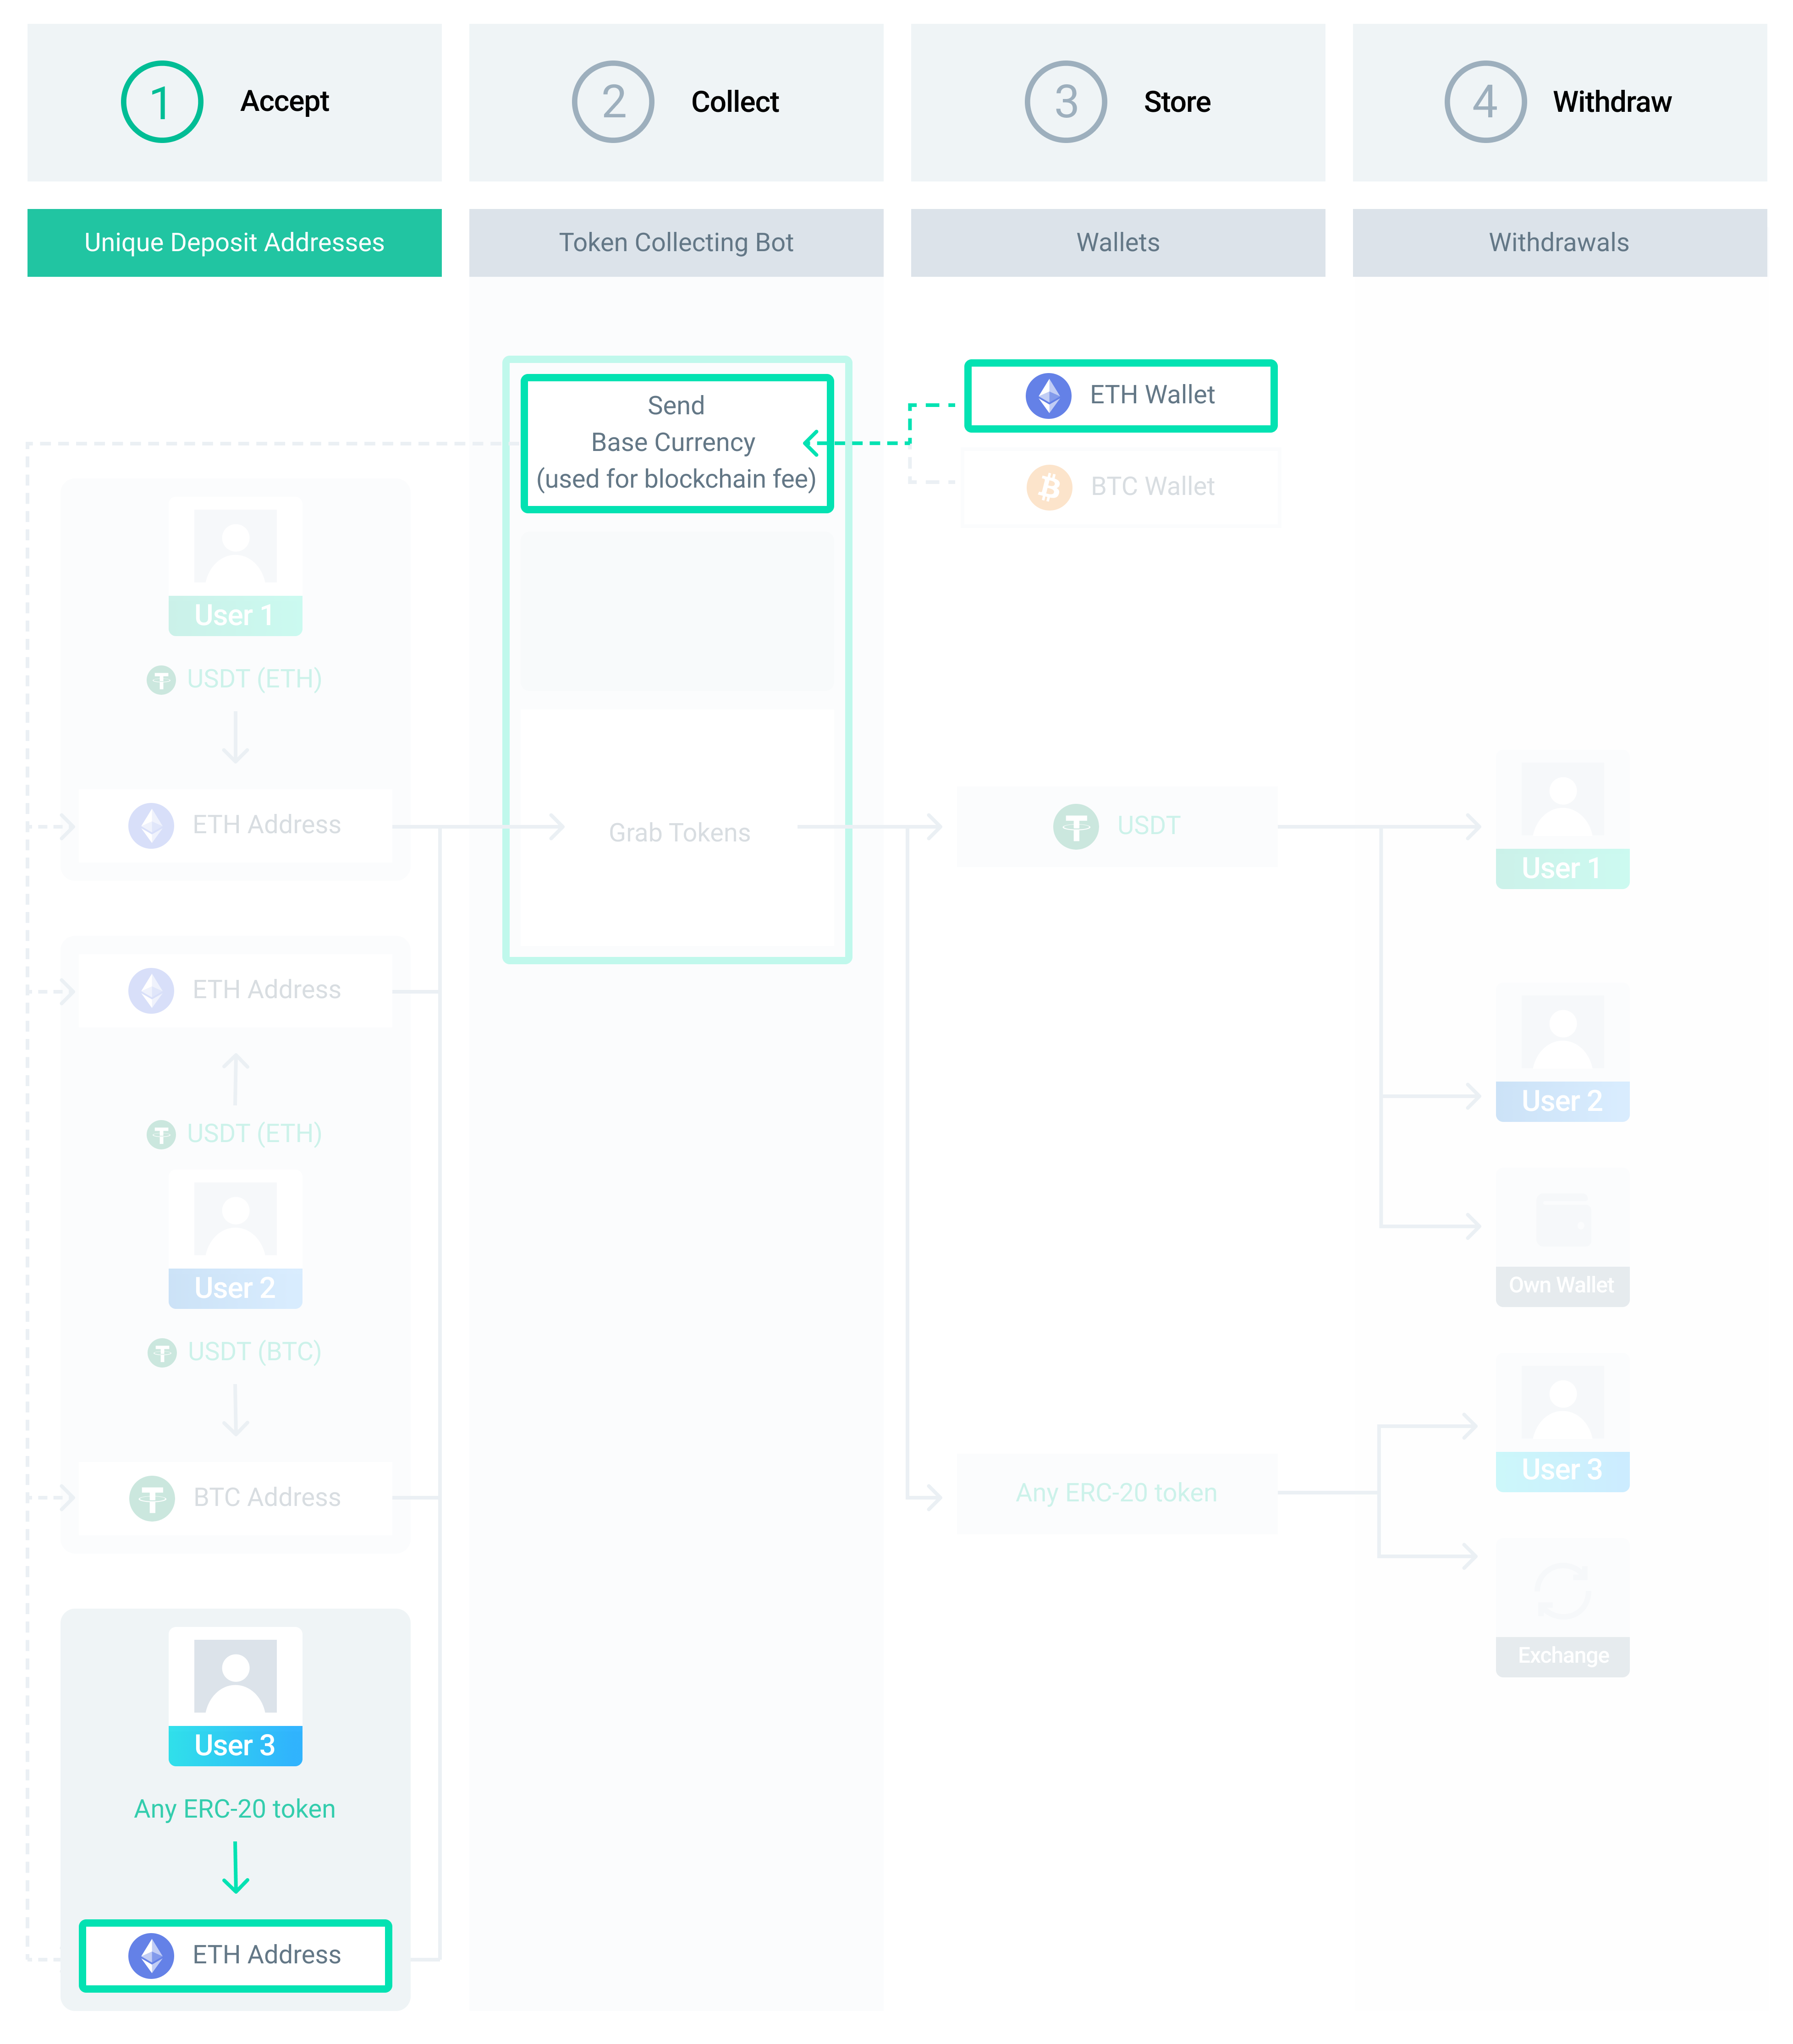 1
Accept
2
Collect
3
Store
4
Withdraw
Unique Deposit Addresses
Token Collecting Bot
Wallets
Withdrawals
Send
Base Currency
(used for blockchain fee)
ETH Wallet
BTC Wallet
User 1
USDT (ETH)
ETH Address
ETH Address
USDT (ETH)
User 2
USDT (BTC)
BTC Address
User 3
Any ERC-20 token
ETH Address
Grab Tokens
USDT
Any ERC-20 token
User 1
User 2
Own Wallet
User 3
Exchange